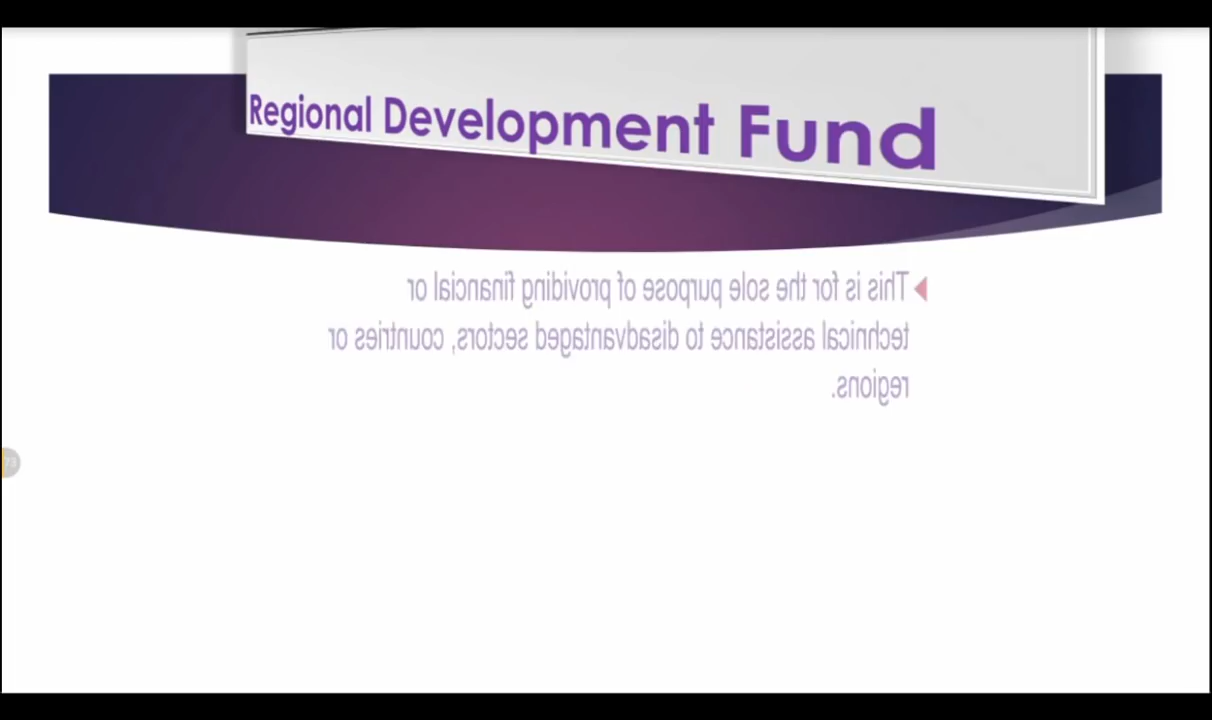 Regional Development Fund
This is for the sole purpose of providing financial or
technical assistance to disadvantaged sectors, countries, or
regions.